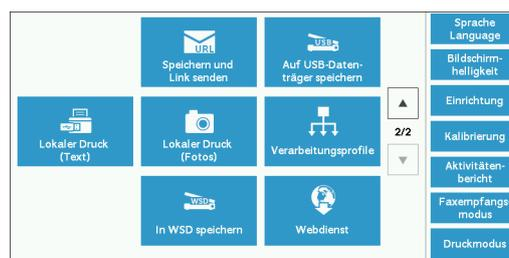 URL
Speichern und
Link senden
USB
Auf USB-Daten-
träger speichern
Lokaler Druck
(Text)
Lokaler Druck
(Fotos)
Verarbeitungsprofile
WSD
In WSD speichern
Webdienst
2/2
Sprache
Language
Bildschirm-
helligkeit
Einrichtung
Kalibrierung
Aktivitäten-
bericht
Faxempfangs
modus
Druckmodus